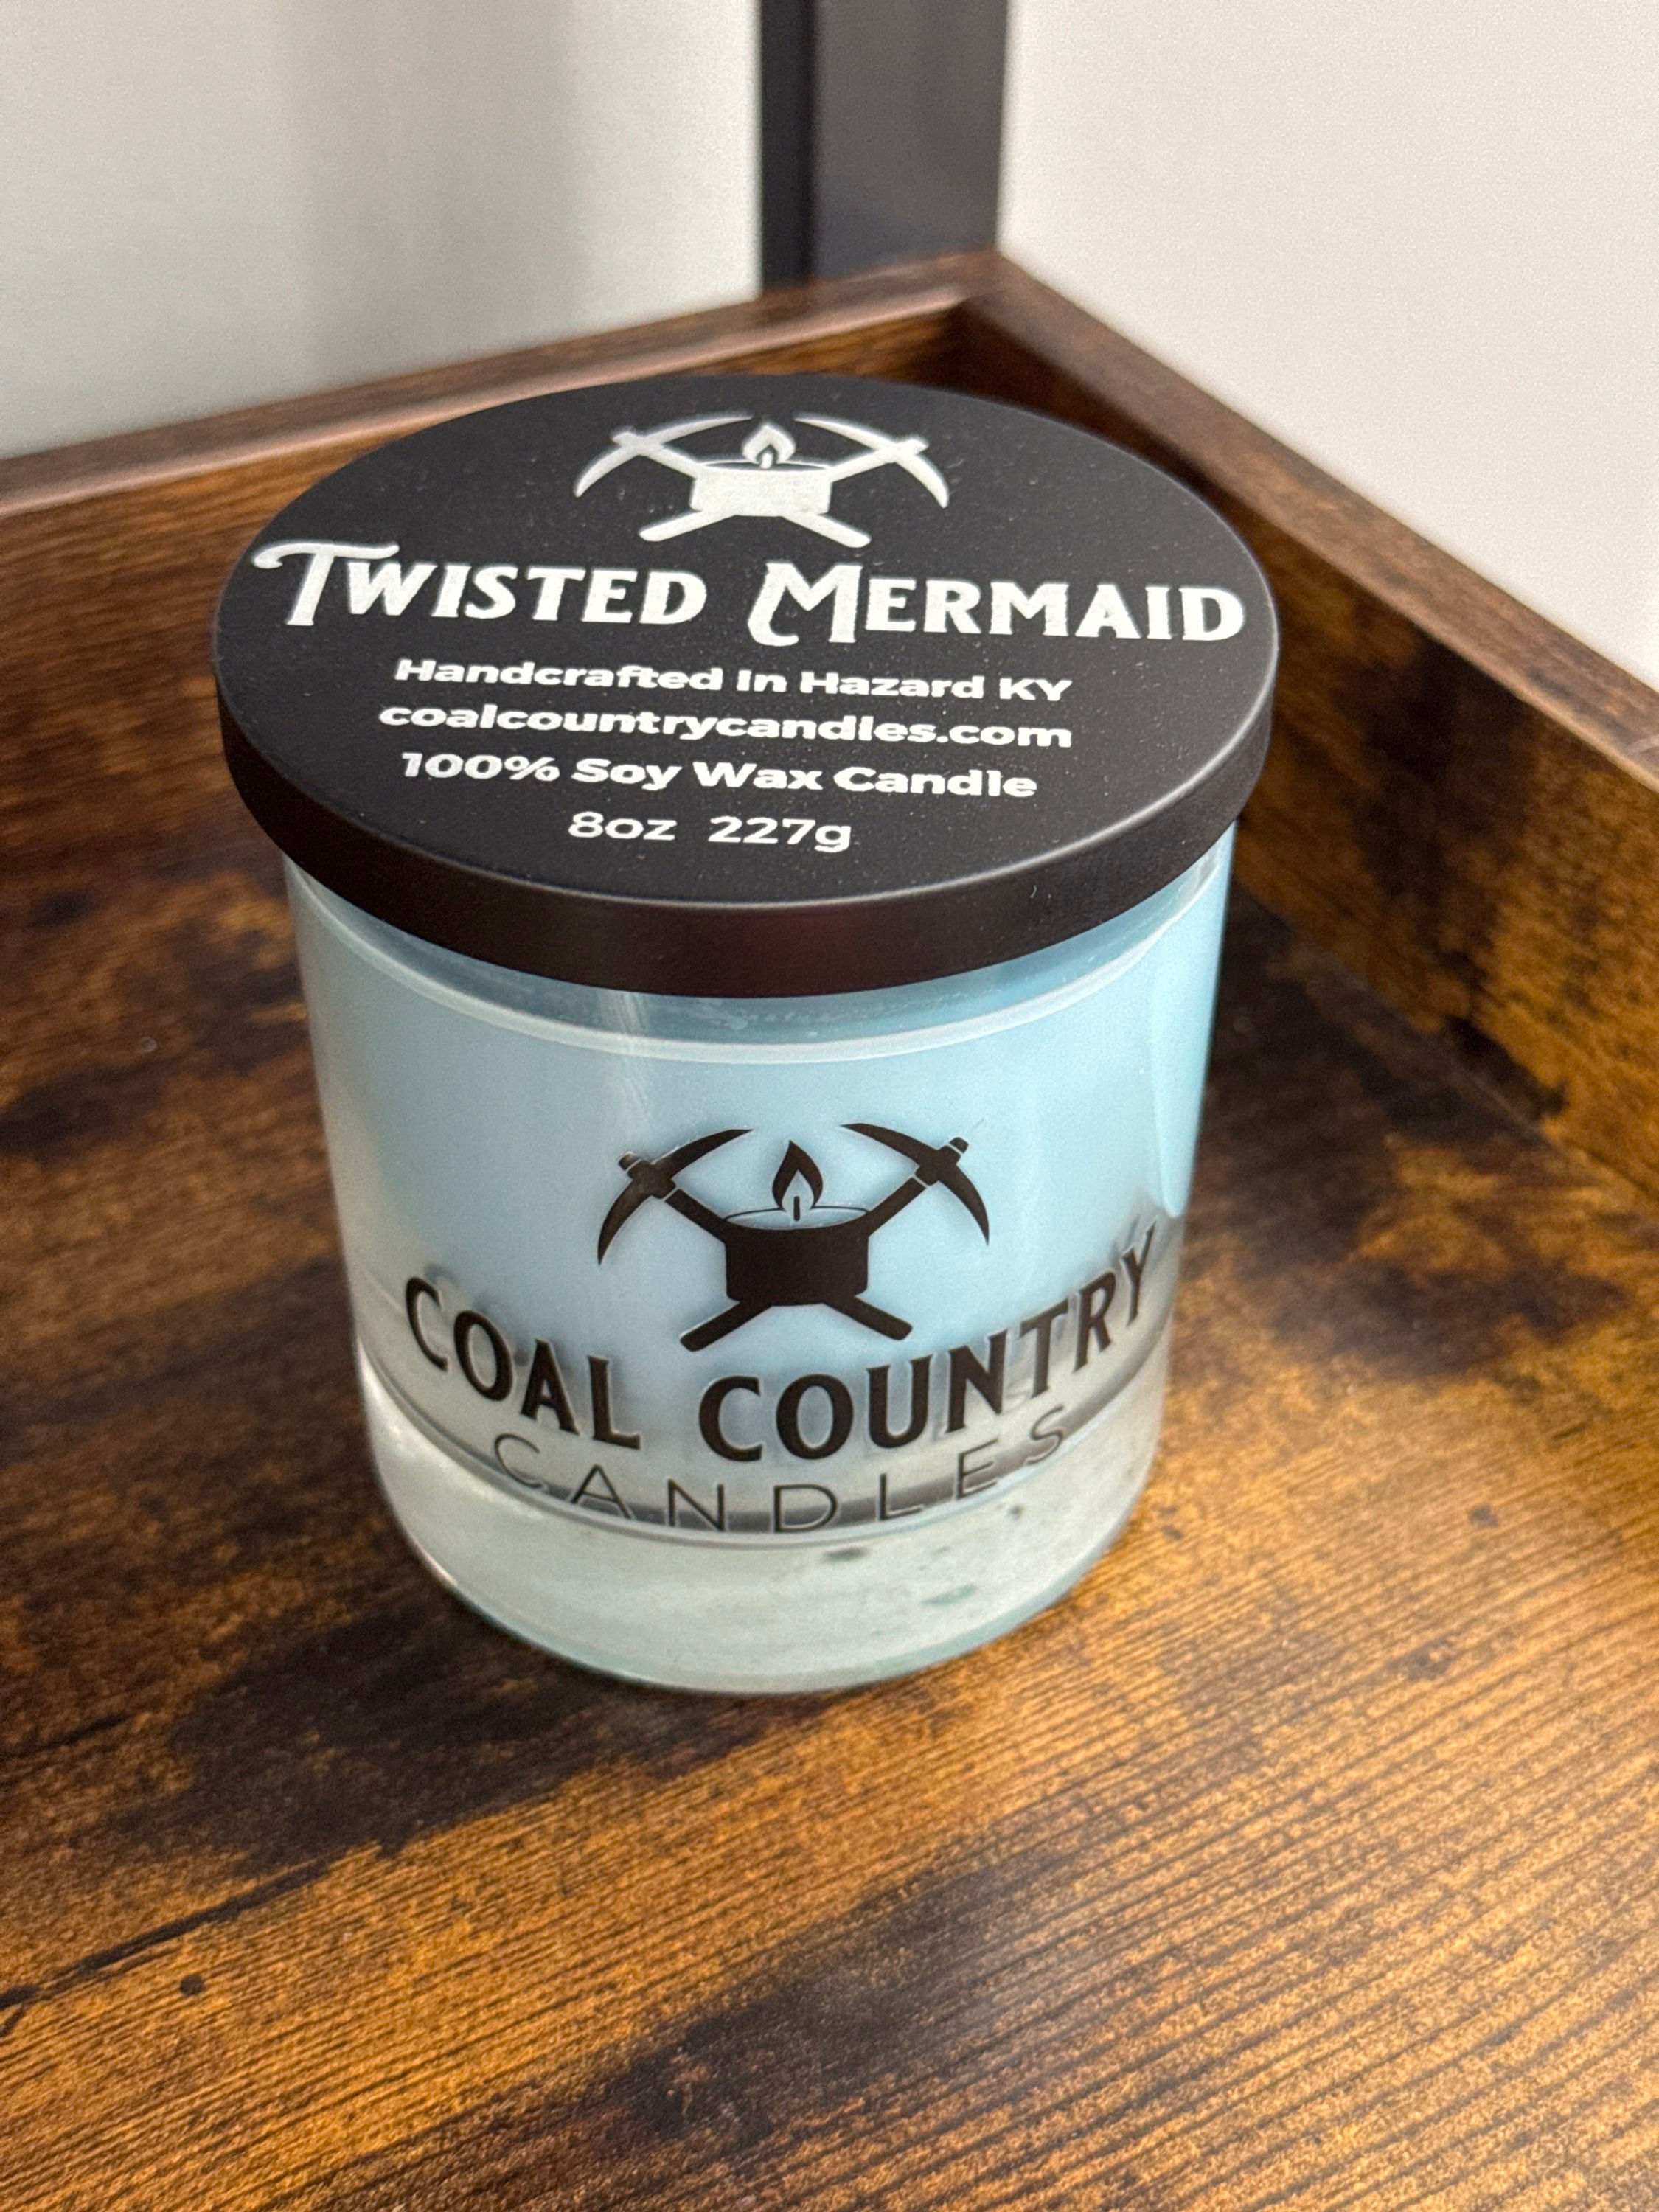 TWISTED MERMAID
Handcrafted In Hazard KY
coalcountrycandles.com
100% Soy Wax Candle
8oz 227g
COAL COUNTRY
CANDLES